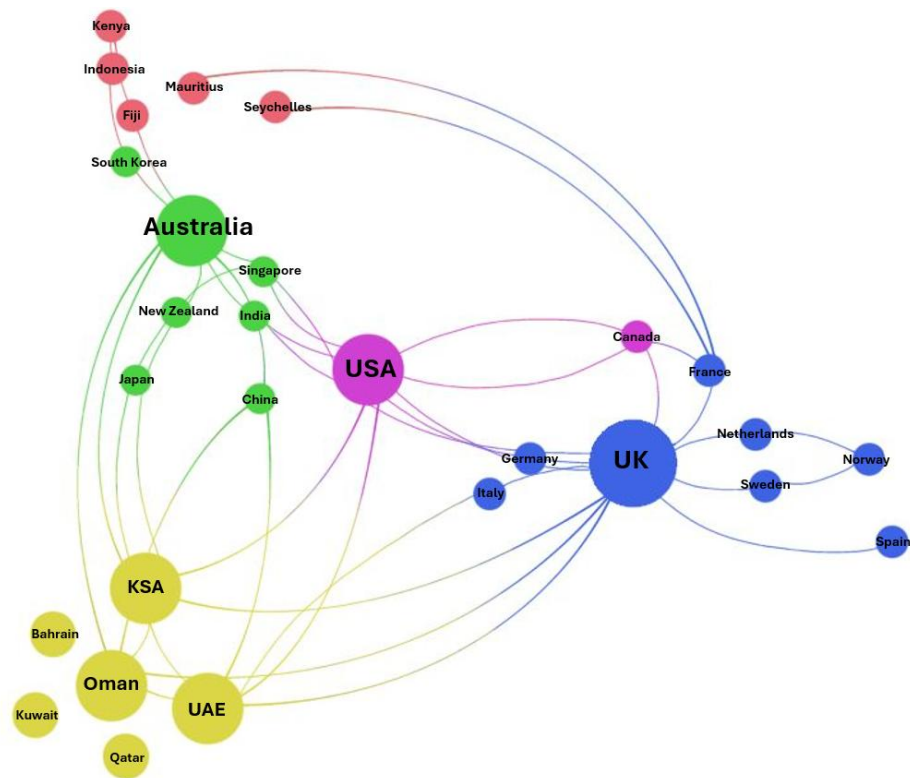 Kenya
Indonesia
Mauritius
Seychelles
Fiji
South Korea
Australia
Singapore
New Zealand
India
Canada
USA
France
Japan
China
Netherlands
Germany
UK
Norway
Italy
Sweden
Spain
KSA
Bahrain
Oman
UAE
Kuwait
Qatar